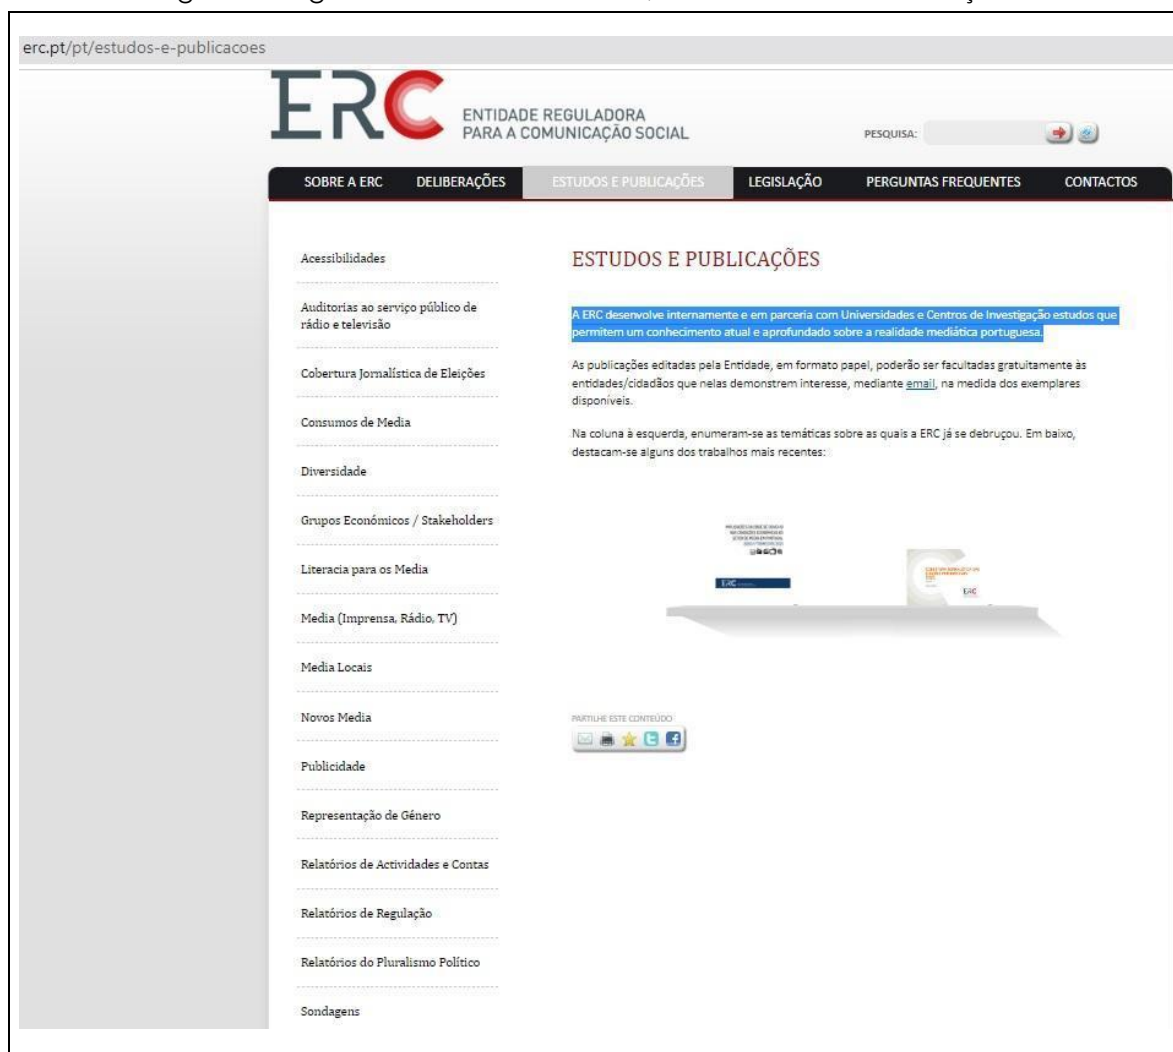 erc.pt/pt/estudos-e-publicacoes
ERC
ENTIDADE REGULADORA
PARA A COMUNICAÇÃO SOCIAL
PESQUISA:
SOBRE A ERC DELIBERAÇÕES ESTUDOS E PUBLICAÇÕES LEGISLAÇÃO PERGUNTAS FREQUENTES CONTACTOS
Acessibilidades
Auditorias ao serviço público de
rádio e televisão
Cobertura Jornalística de Eleições
Consumos de Media
Diversidade
Grupos Económicos / Stakeholders
Literacia para os Media
Media (Imprensa, Rádio, TV)
Media Locais
Novos Media
Publicidade
Representação de Género
Relatórios de Actividades e Contas
Relatórios de Regulação
Relatórios do Pluralismo Político
Sondagens
ESTUDOS E PUBLICAÇÕES
A ERC desenvolve internamente e em parceria com Universidades e Centros de Investigação estudos que
permitem um conhecimento atual e aprofundado sobre a realidade mediática portuguesa.
As publicações editadas pela Entidade, em formato papel, poderão ser facultadas gratuitamente às
entidades/cidadãos que nelas demonstrem interesse, mediante email, na medida dos exemplares
disponíveis.
Na coluna à esquerda, enumeram-se as temáticas sobre as quais a ERC já se debruçou. Em baixo,
destacam-se alguns dos trabalhos mais recentes:
ERC
ERC
PARTILHE ESTE CONTEÚDO